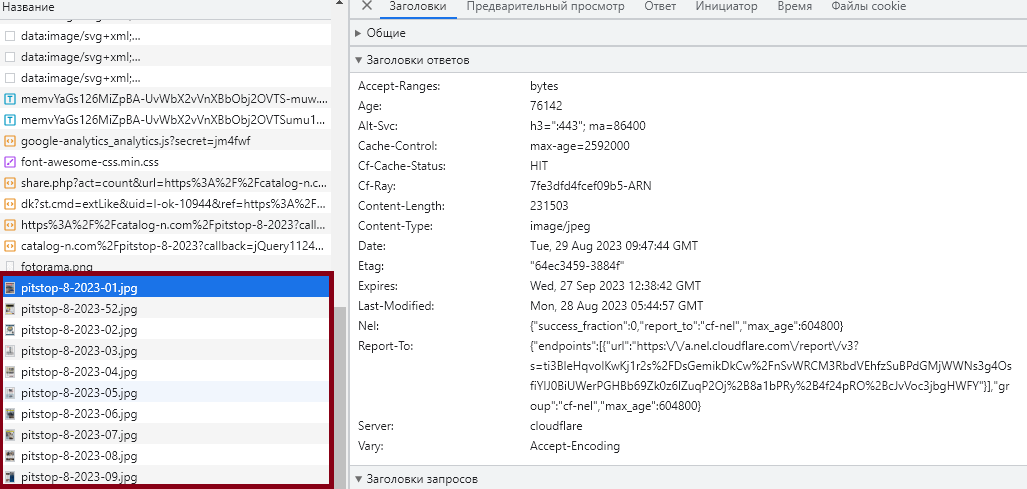 Название
data:image/svg+xml;...
data:image/svg+xml;...
data:image/svg+xml;...
memvYaGs126MiZpBA-UvWbX2vVnXBbObj2OVTS-muw....
memvYaGs126MiZpBA-UvWbX2vVnXBbObj2OVTSumu1...
google-analytics_analytics.js?secret=jm4fwf
font-awesome-css.min.css
share.php?act=count&url=https%3A%2F%2Fcatalog-n.c...
dk?st.cmd=extLike&uid=l-ok-10944&ref=https%3A%2F...
https%3A%2F%2Fcatalog-n.com%2Fpitstop-8-2023?call...
catalog-n.com%2Fpitstop-8-2023?callback=jQuery1124...
fotorama.png
pitstop-8-2023-01.jpg
pitstop-8-2023-52.jpg
pitstop-8-2023-02.jpg
pitstop-8-2023-03.jpg
pitstop-8-2023-04.jpg
pitstop-8-2023-05.jpg
pitstop-8-2023-06.jpg
pitstop-8-2023-07.jpg
pitstop-8-2023-08.jpg
pitstop-8-2023-09.jpg
Заголовки Предварительный просмотр Ответ Инициатор Время Файлы cookie
Общие
Заголовки ответов
Accept-Ranges: bytes
Age: 76142
Alt-Svc: h3=":443"; ma=86400
Cache-Control: max-age=2592000
Cf-Cache-Status: HIT
Cf-Ray: 7fe3dfd4fcef09b5-ARN
Content-Length: 231503
Content-Type: image/jpeg
Date: Tue, 29 Aug 2023 09:47:44 GMT
Etag: "64ec3459-3884f"
Expires: Wed, 27 Sep 2023 12:38:42 GMT
Last-Modified: Mon, 28 Aug 2023 05:44:57 GMT
Nel: {"success_fraction":0,"report_to":"cf-nel","max_age":604800}
Report-To: {"endpoints":[{"url":"https:\/\/a.nel.cloudflare.com\/report\/v3?
s=ti3BleHqvolKwKj1r2s%2FDsGemikDkCw%2FnSvWRCM3RbdVEhfzSuBPdGMjWWNs3g4Os
fiYlJ0BiUWerPGHBb69Zk0z6IZuqP2Oj%2B8a1bPRy%2B4f24pRO%2BcJvVoc3jbgHWFY"}],"gr
oup":"cf-nel","max_age":604800}
Server: cloudflare
Vary: Accept-Encoding
Заголовки запросов